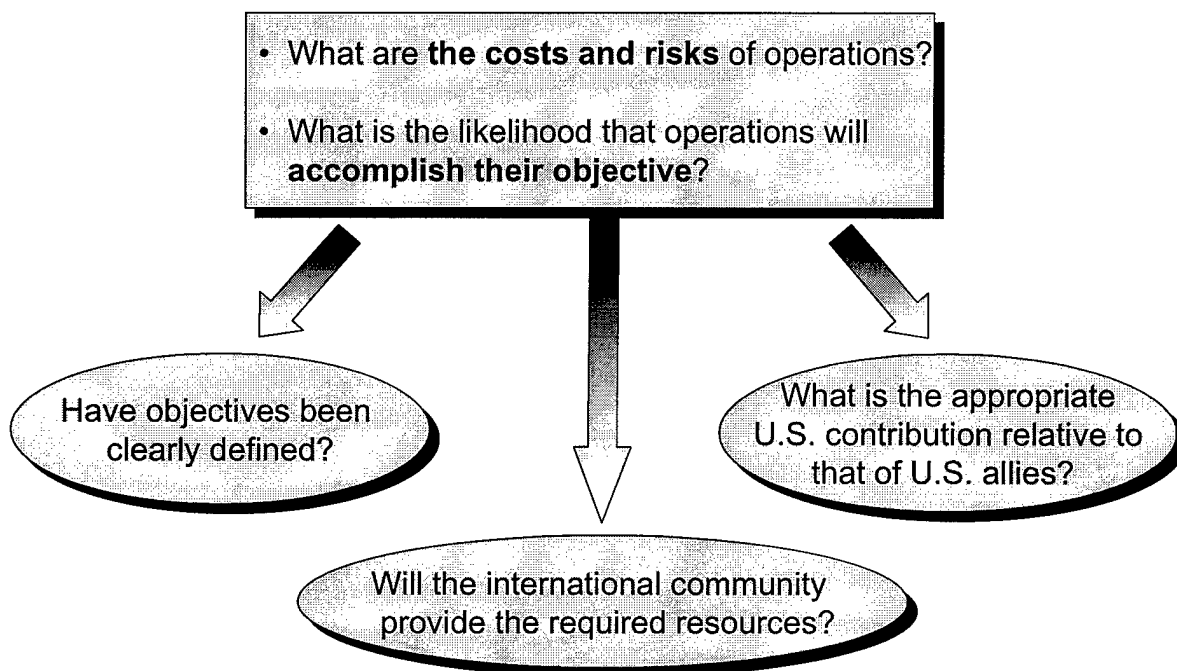 • What are the costs and risks of operations?
• What is the likelihood that operations will
accomplish their objective?
Have objectives been
clearly defined?
What is the appropriate
U.S. contribution relative to
that of U.S. allies?
Will the international community
provide the required resources?